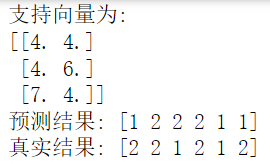 支持向量为:
[[4. 4.]
 [4. 6.]
 [7. 4.]]
预测结果: [1 2 2 2 1 1]
真实结果: [2 2 1 2 1 2]